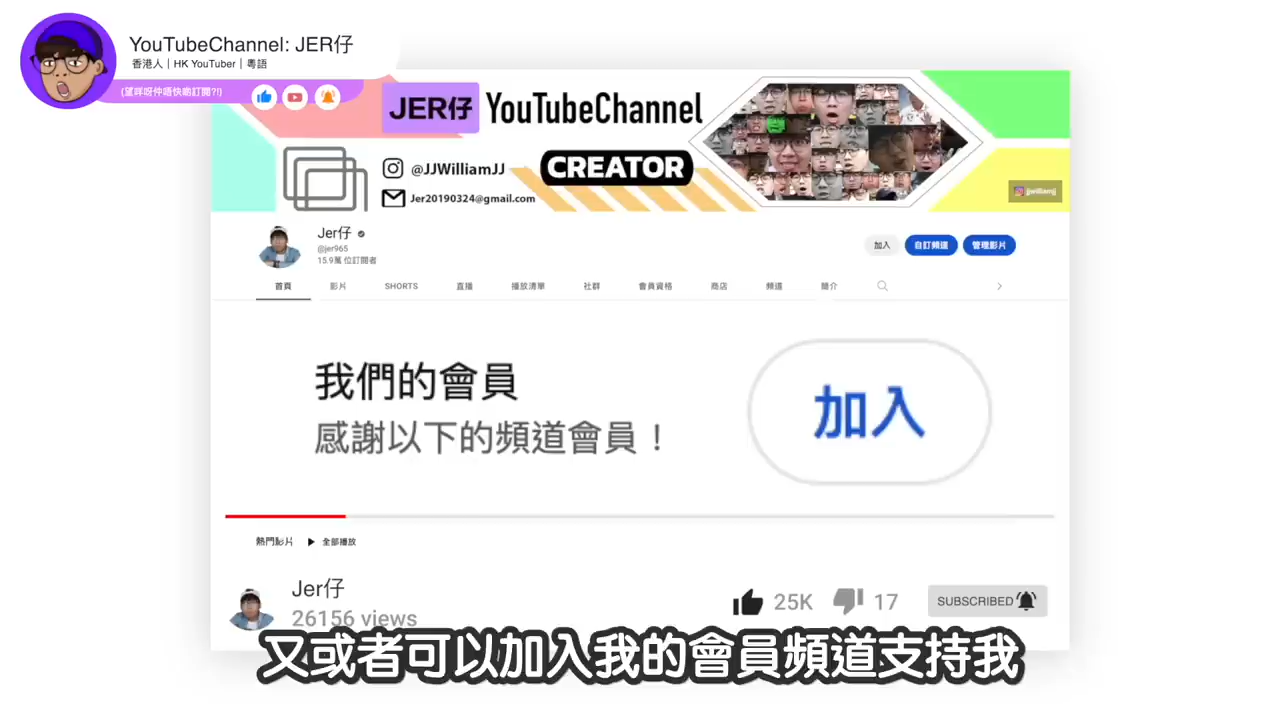 YouTubeChannel: JER仔
香港人｜HK YouTuber｜粵語
(望咩呀仲唔快啲訂閱?!)
JER仔 YouTubeChannel
@JJWilliamJJ
CREATOR
Jer20190324@gmail.com
jjwilliamjj
Jer仔
@jer965
15.9萬 位訂閱者
加入 自訂頻道 管理影片
首頁 影片 SHORTS 直播 播放清單 社群 會員資格 商店 頻道 簡介
我們的會員
感謝以下的頻道會員！
加入
熱門影片 全部播放
Jer仔
26156 views
25K 17 SUBSCRIBED
又或者可以加入我的會員頻道支持我